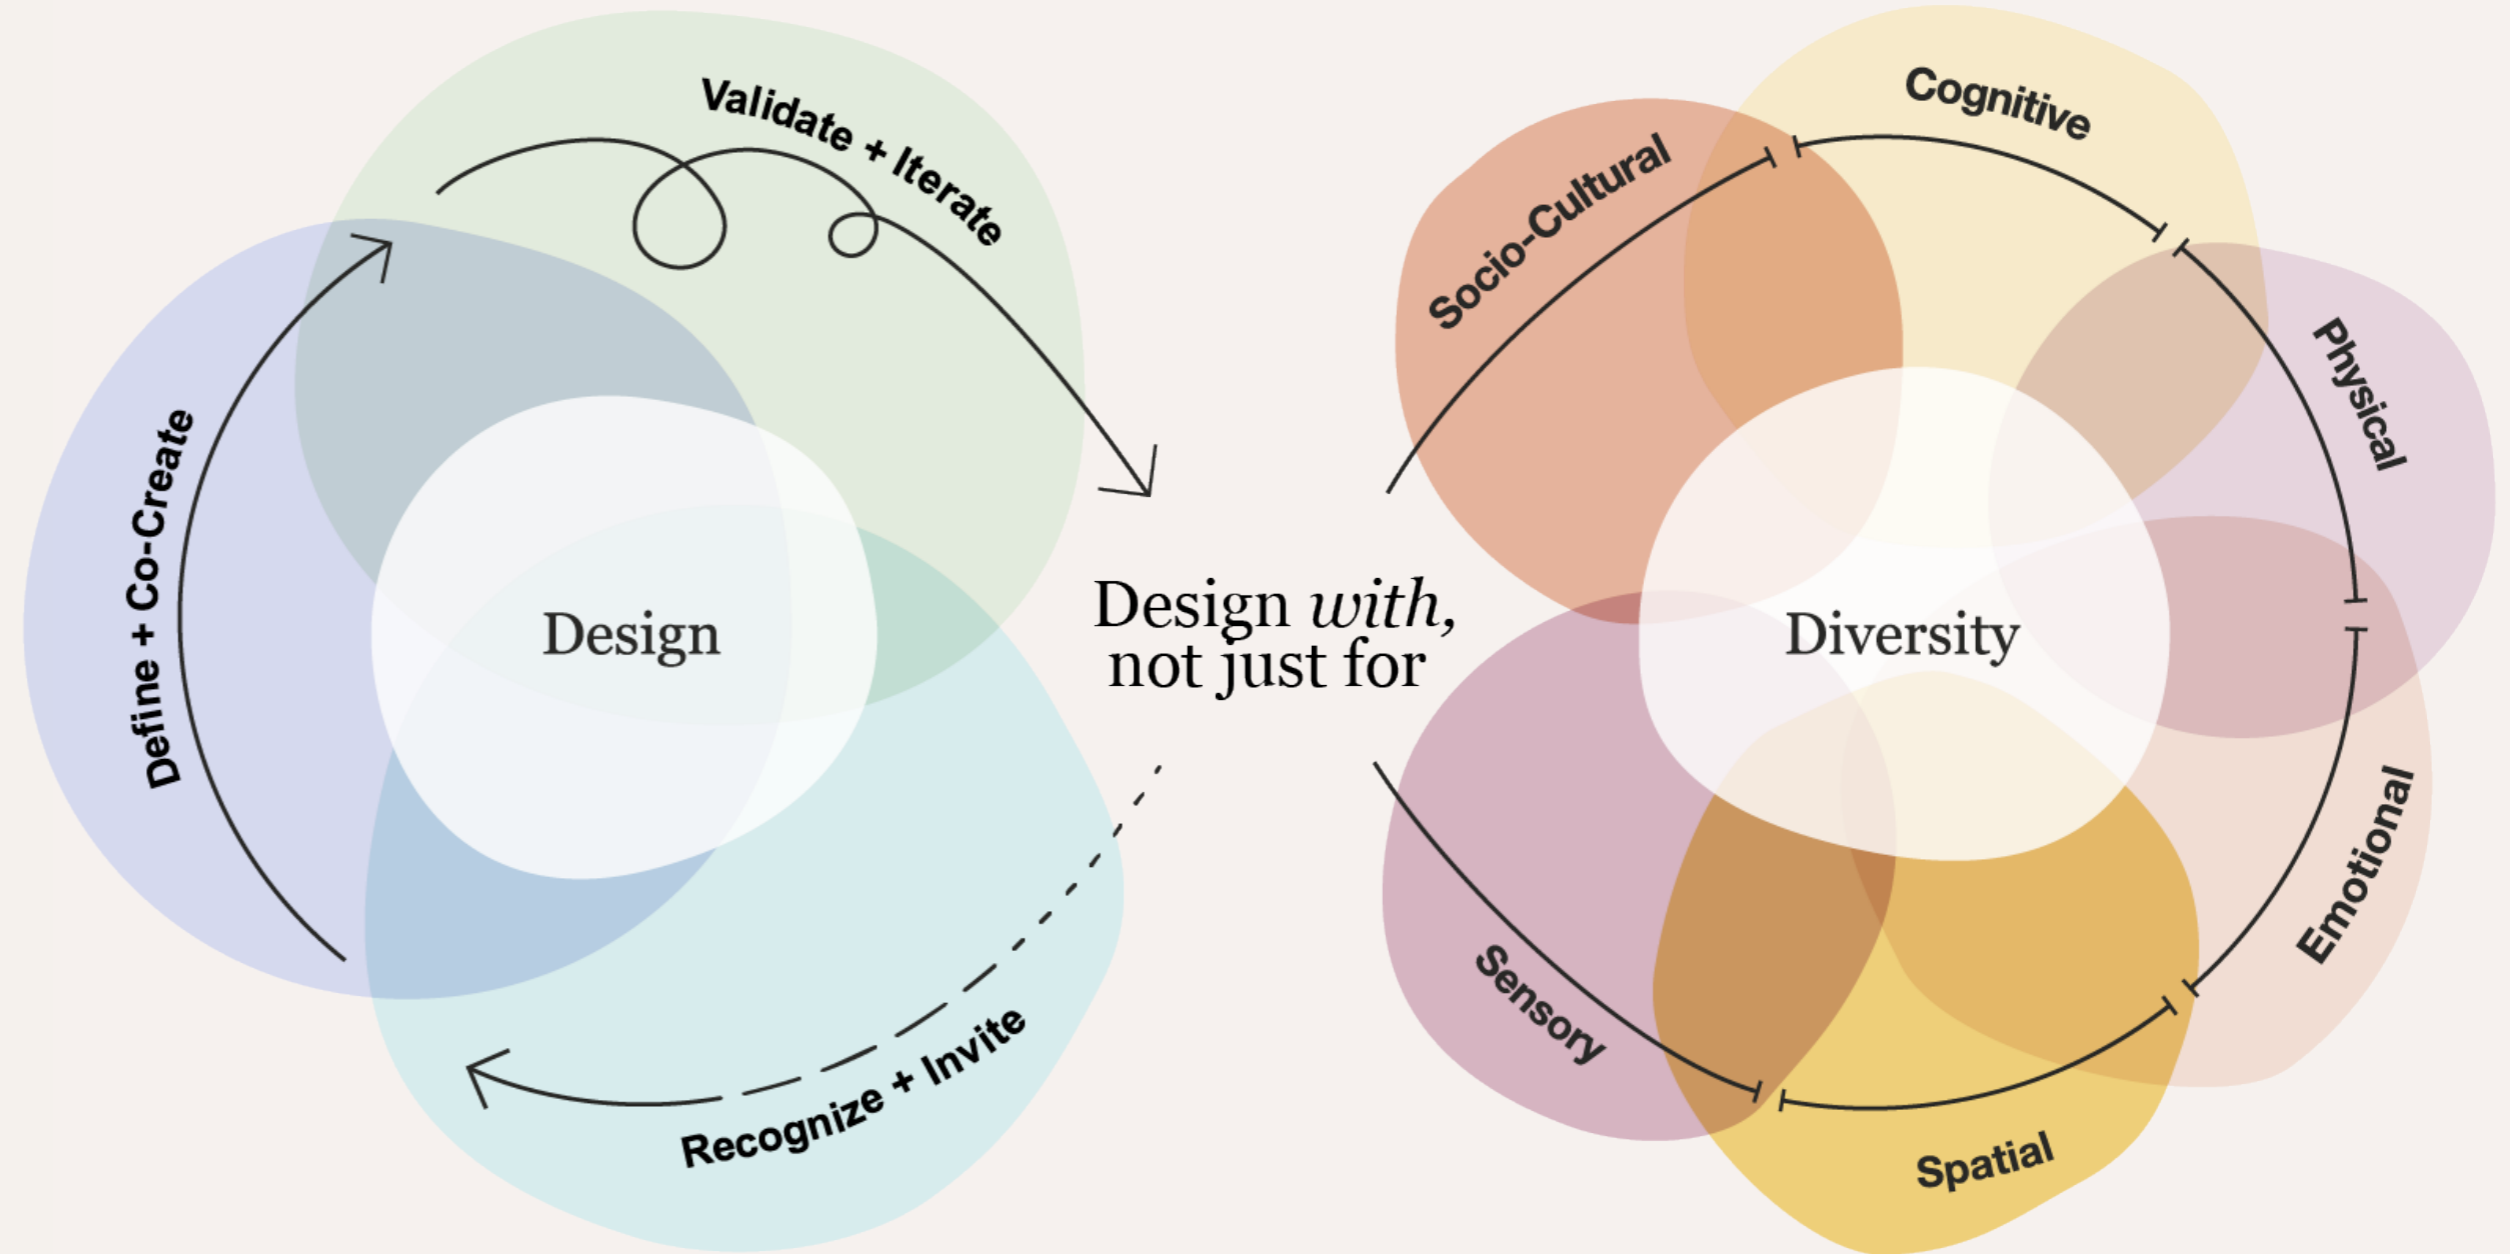 Validate + Iterate
Define + Co-Create
Design
Recognize + Invite
Design with,
not just for
Socio-Cultural
Cognitive
Physical
Diversity
Emotional
Sensory
Spatial